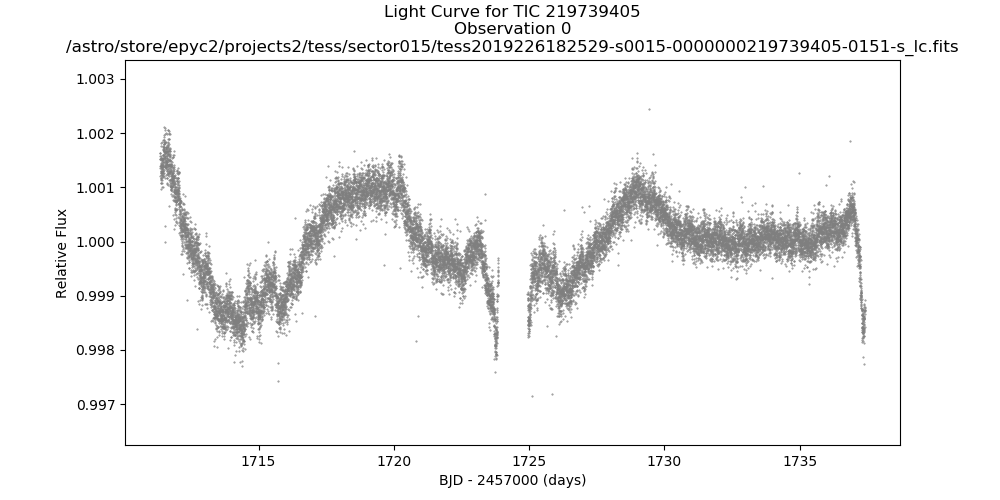 Light Curve for TIC 219739405
Observation 0
/astro/store/epyc2/projects2/tess/sector015/tess2019226182529-s0015-0000000219739405-0151-s_lc.fits
1.003
1.002
1.001
1.000
0.999
0.998
0.997
Relative Flux
1715
1720
1725
1730
1735
BJD - 2457000 (days)